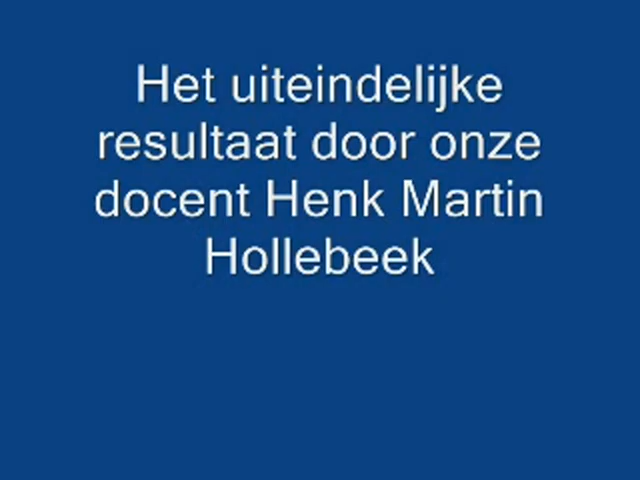 Het uiteindelijke
resultaat door onze
docent Henk Martin
Hollebeek